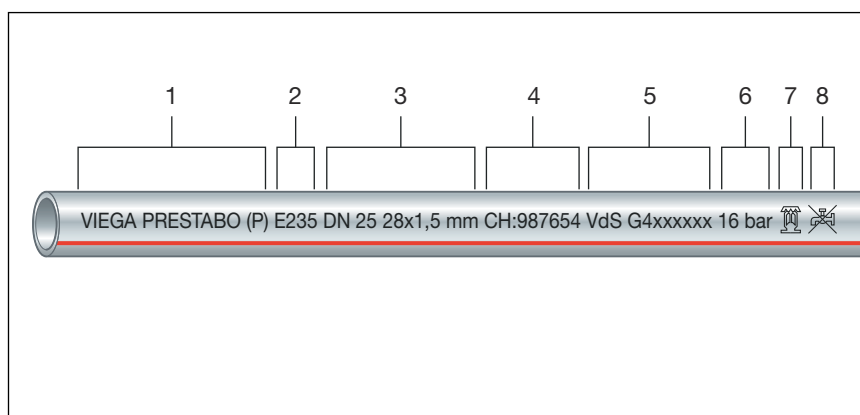 1 2 3 4 5 6 7 8
VIEGA PRESTABO (P) E235 DN 25 28x1,5 mm CH:987654 VdS G4xxxxxx 16 bar